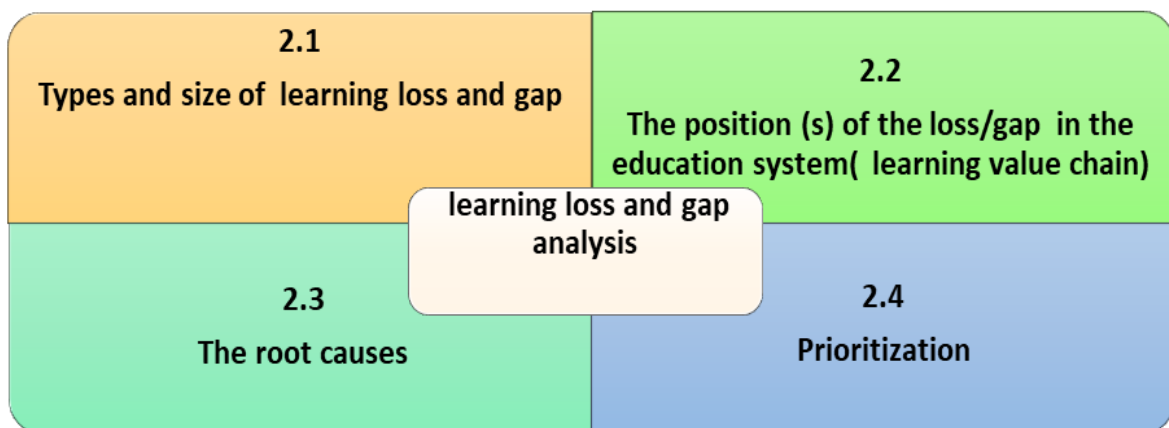 2.1
Types and size of learning loss and gap
2.2
The position (s) of the loss/gap in the
education system( learning value chain)
learning loss and gap
analysis
2.3
The root causes
2.4
Prioritization